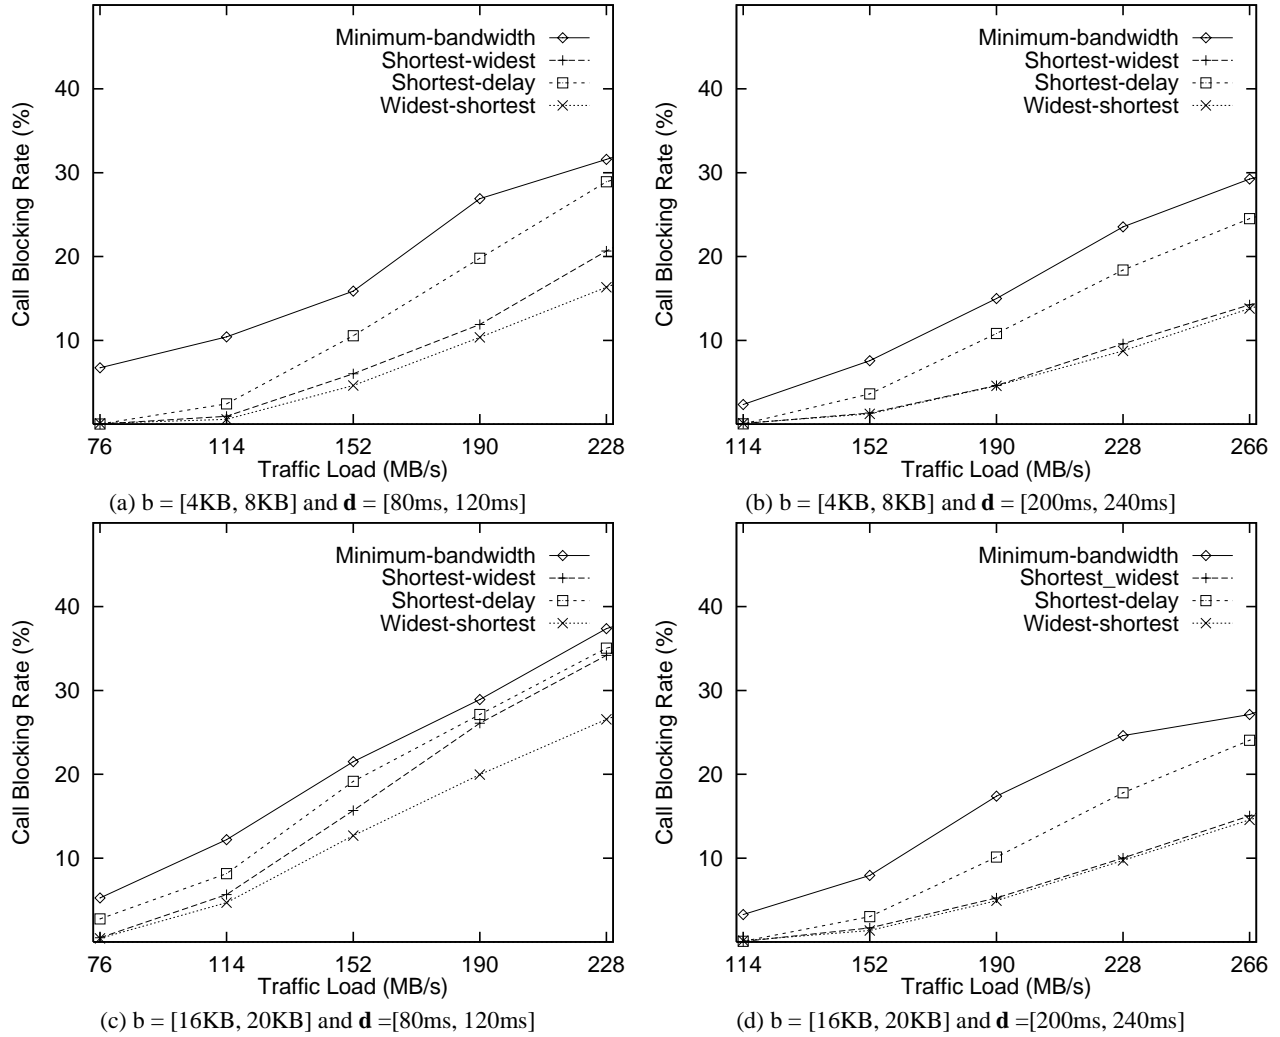 Minimum-bandwidth
Shortest-widest
Shortest-delay
Widest-shortest
Call Blocking Rate (%)
40
30
20
10
76 114 152 190 228
Traffic Load (MB/s)
(a) b = [4KB, 8KB] and d = [80ms, 120ms]
Minimum-bandwidth
Shortest-widest
Shortest-delay
Widest-shortest
Call Blocking Rate (%)
40
30
20
10
114 152 190 228 266
Traffic Load (MB/s)
(b) b = [4KB, 8KB] and d = [200ms, 240ms]
Minimum-bandwidth
Shortest-widest
Shortest-delay
Widest-shortest
Call Blocking Rate (%)
40
30
20
10
76 114 152 190 228
Traffic Load (MB/s)
(c) b = [16KB, 20KB] and d =[80ms, 120ms]
Minimum-bandwidth
Shortest_widest
Shortest-delay
Widest-shortest
Call Blocking Rate (%)
40
30
20
10
114 152 190 228 266
Traffic Load (MB/s)
(d) b = [16KB, 20KB] and d =[200ms, 240ms]